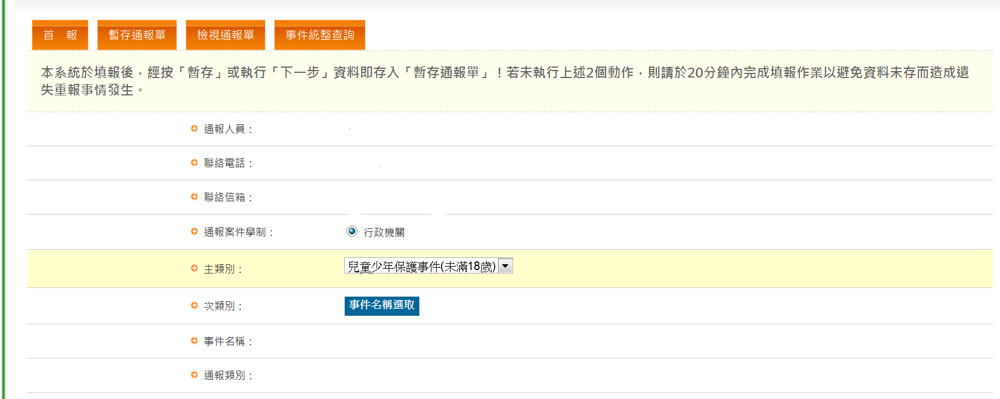 首　報
暫存通報單
檢視通報單
事件統整查詢
本系統於填報後，經按「暫存」或執行「下一步」資料即存入「暫存通報單」！若未執行上述2個動作，則請於20分鐘內完成填報作業以避免資料未存而造成遺
失重報事情發生。
通報人員：
聯絡電話：
聯絡信箱：
通報案件學制： 行政機關
主類別： 兒童少年保護事件(未滿18歲)
次類別： 事件名稱選取
事件名稱：
通報類別：